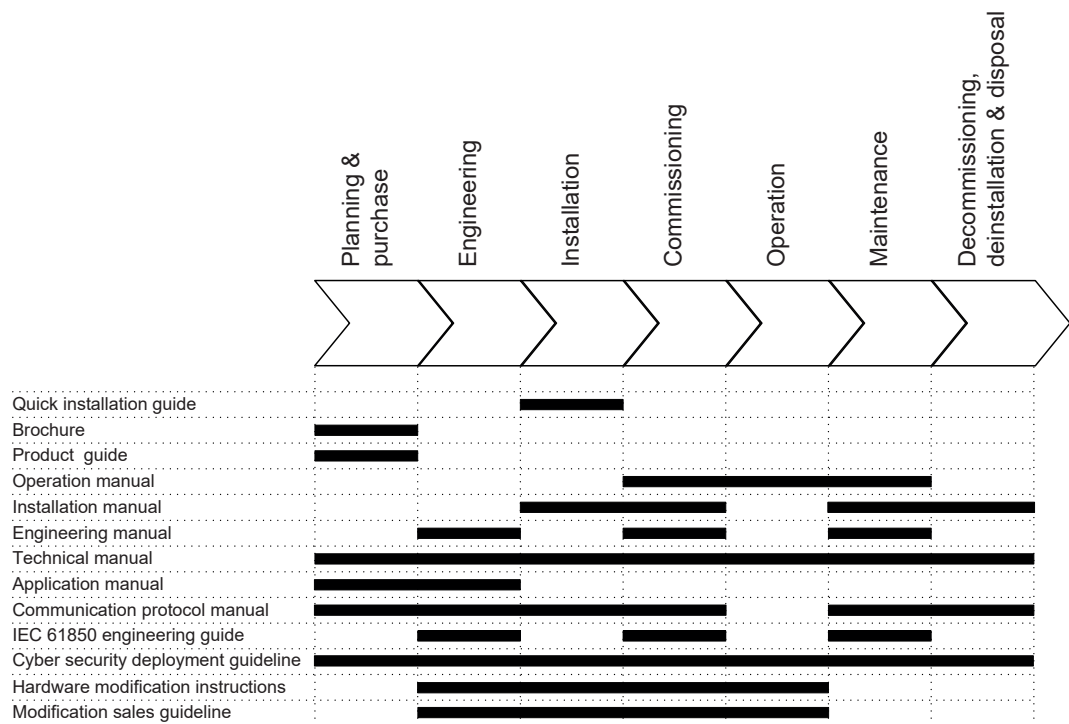 Planning &
purchase
Engineering
Installation
Commissioning
Operation
Maintenance
Decommissioning,
deinstallation & disposal
Quick installation guide
Brochure
Product guide
Operation manual
Installation manual
Engineering manual
Technical manual
Application manual
Communication protocol manual
IEC 61850 engineering guide
Cyber security deployment guideline
Hardware modification instructions
Modification sales guideline